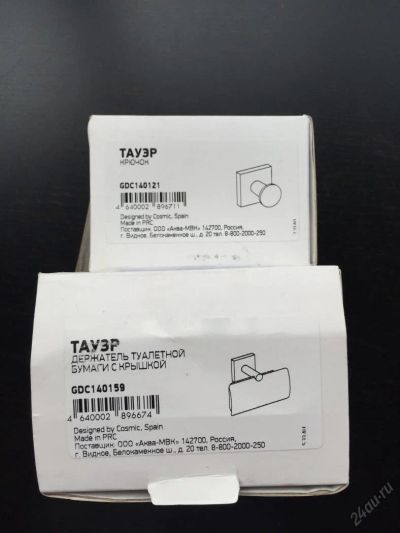 ТАУЭР
КРЮЧОК
GDC140121
4 640002 896711
Designed by Cosmic, Spain
Made in PRC
Поставщик: ООО «Аква-МВК» 142700, Россия,
г. Видное, Белокаменное ш., д. 20 тел. 8-800-2000-250
ТАУЭР
ДЕРЖАТЕЛЬ ТУАЛЕТНОЙ
БУМАГИ С КРЫШКОЙ
GDC140159
4 640002 896674
Designed by Cosmic, Spain
Made in PRC
Поставщик: ООО «Аква-МВК» 142700, Россия,
г. Видное, Белокаменное ш., д. 20 тел. 8-800-2000-250
24au.ru